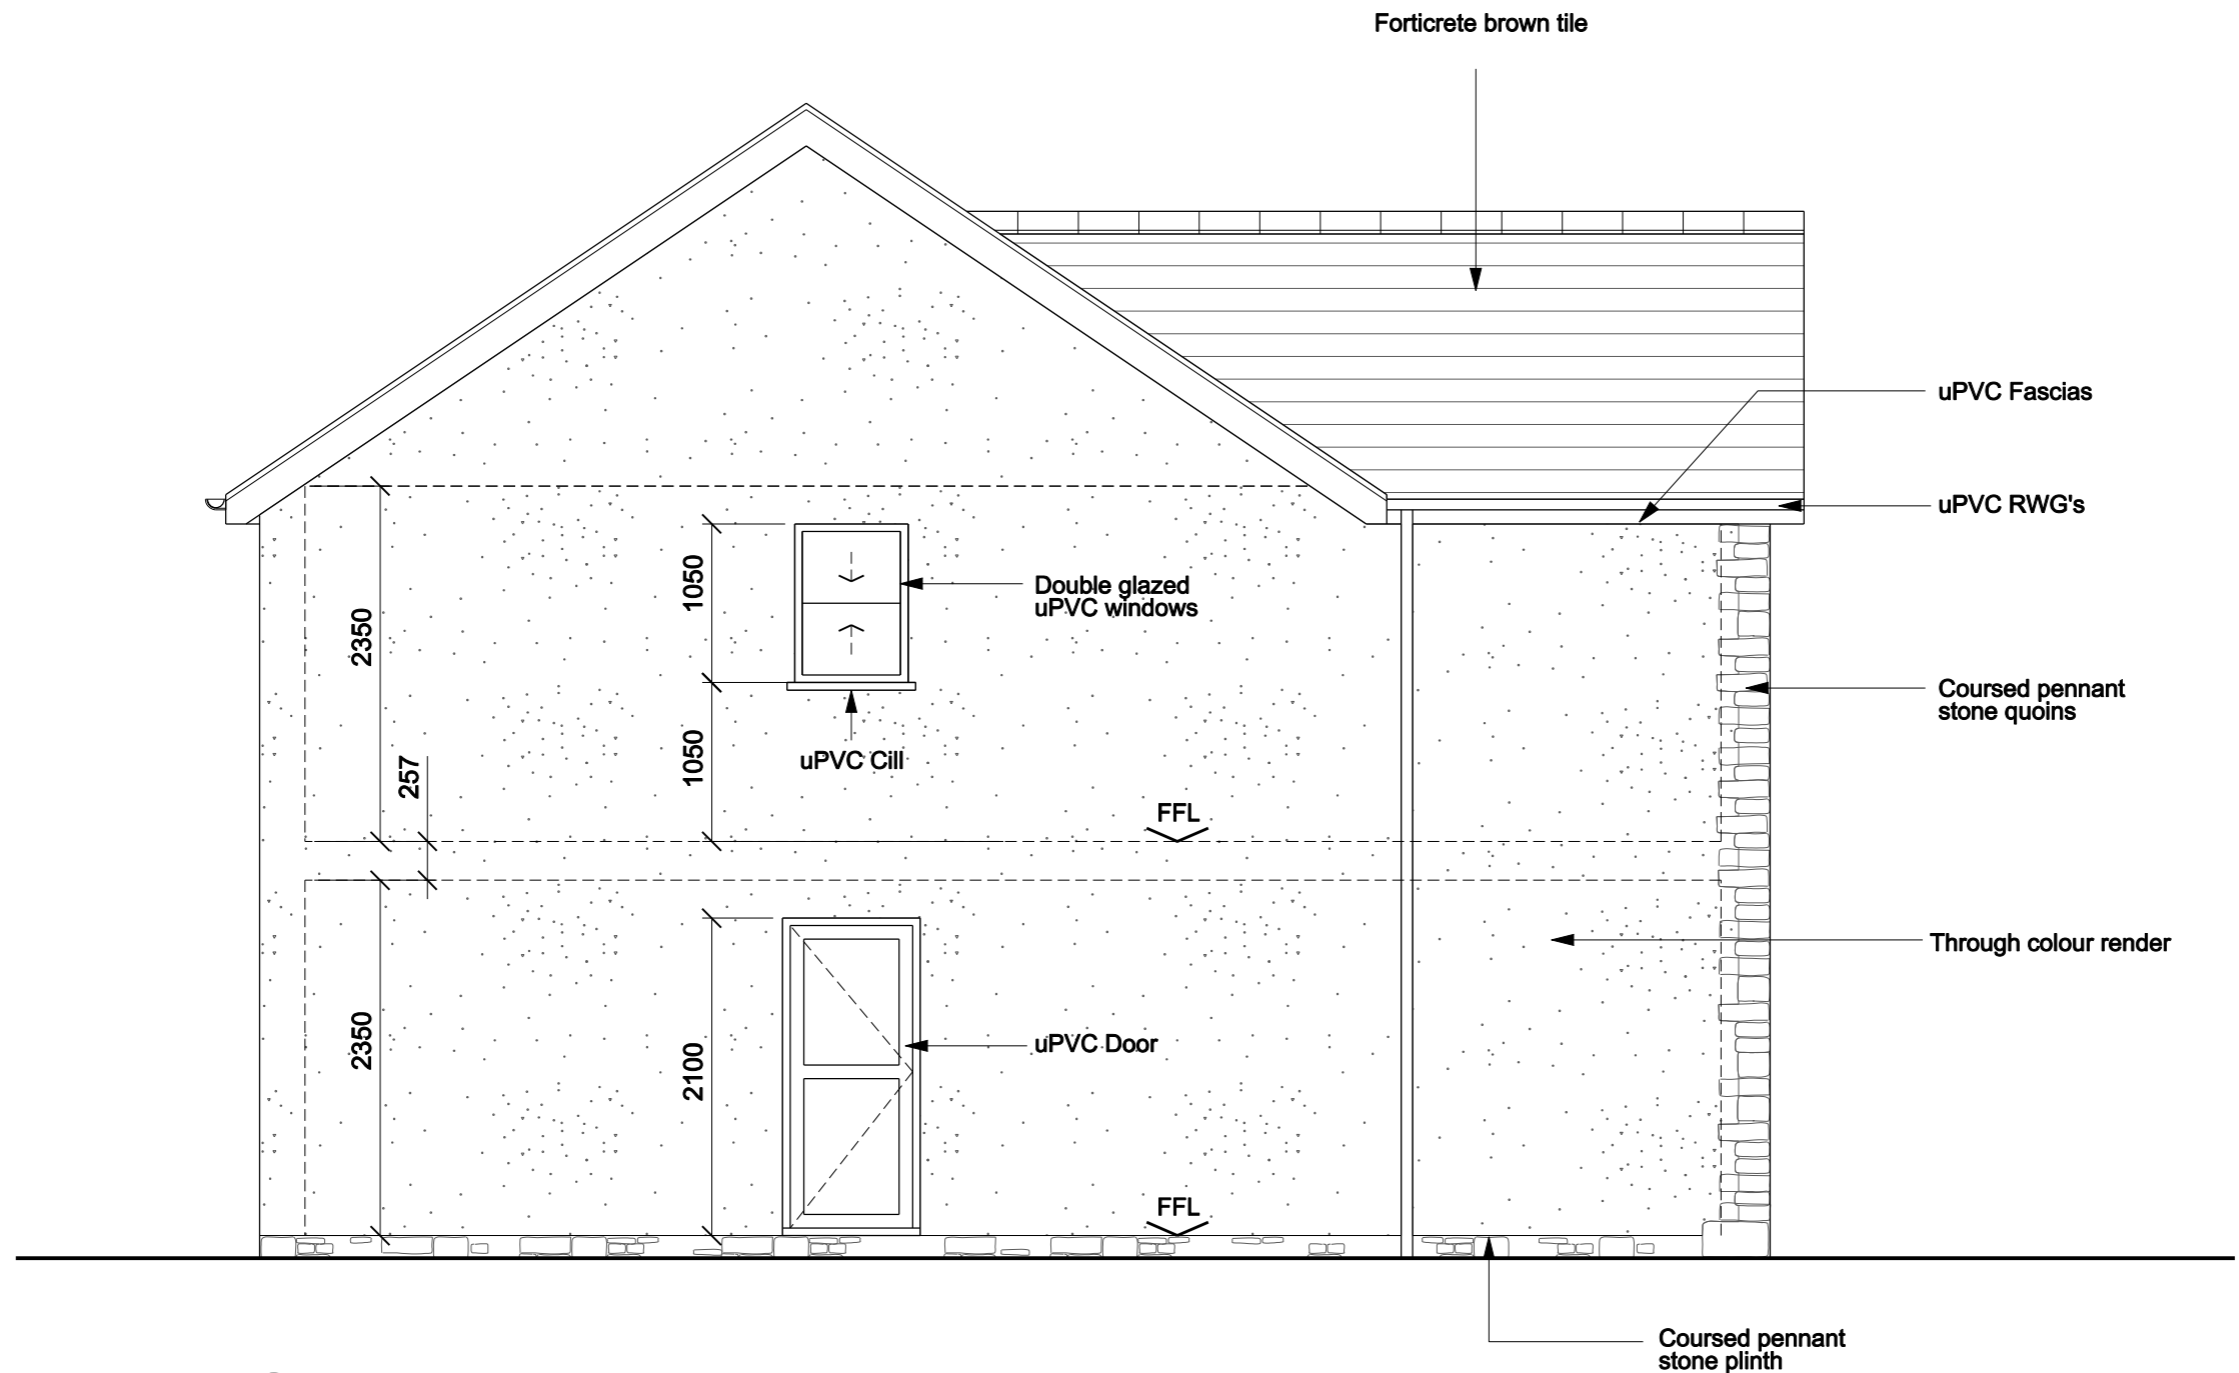 Forticrete brown tile
uPVC Fascias
uPVC RWG's
1050
Double glazed
uPVC windows
2350
Coursed pennant
stone quoins
1050
uPVC Cill
257
FFL
Through colour render
2350
2100
uPVC Door
FFL
Coursed pennant
stone plinth